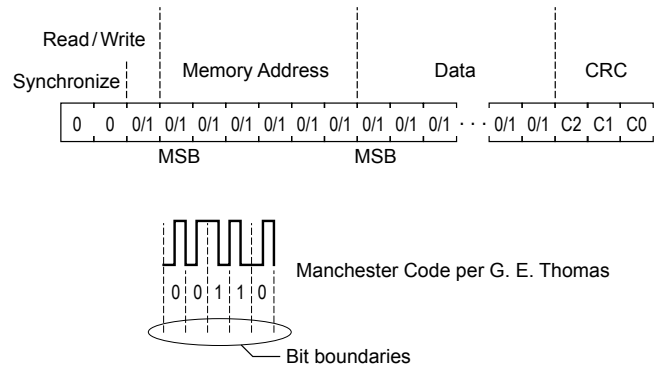 Read/Write
Synchronize
Memory Address
Data
CRC
0 0 0/1 0/1 0/1 0/1 0/1 0/1 0/1 0/1 0/1 0/1 . . . 0/1 0/1 C2 C1 C0
MSB MSB
0 0 1 1 0
Manchester Code per G. E. Thomas
Bit boundaries